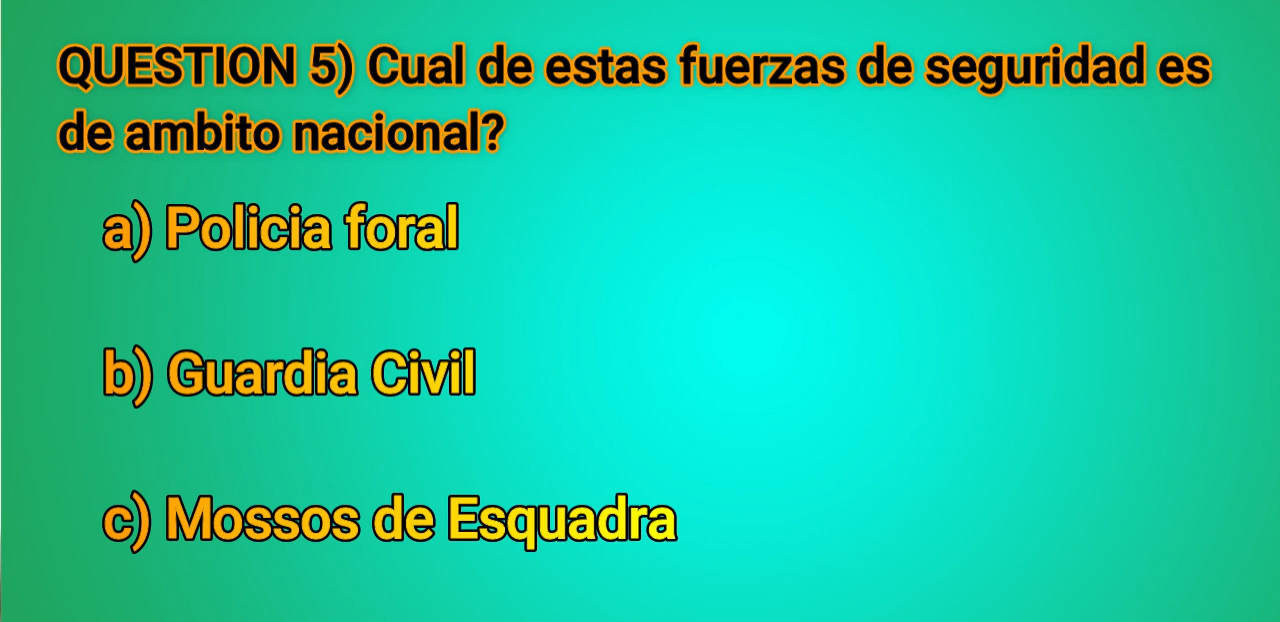 QUESTION 5) Cual de estas fuerzas de seguridad es
de ambito nacional?
a) Policia foral
b) Guardia Civil
c) Mossos de Esquadra